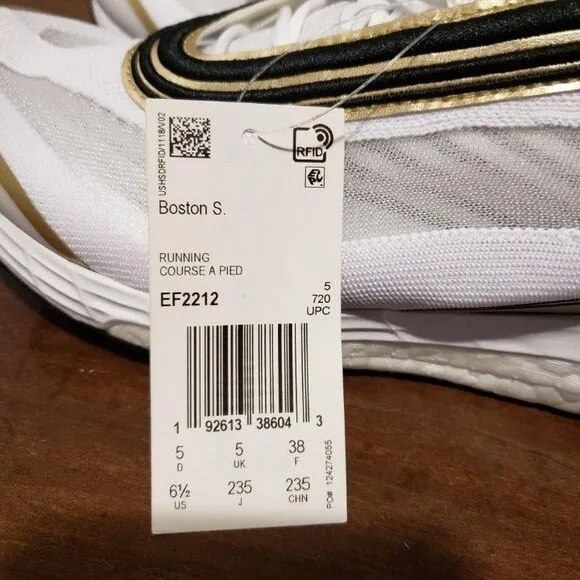 USHSDRFID/1118/V02
RFID
Boston S.
RUNNING
COURSE A PIED
EF2212
5
720
UPC
1 92613 38604 3
5 5 38
D UK F
6½ 235 235
US J CHN
PO# 124274055